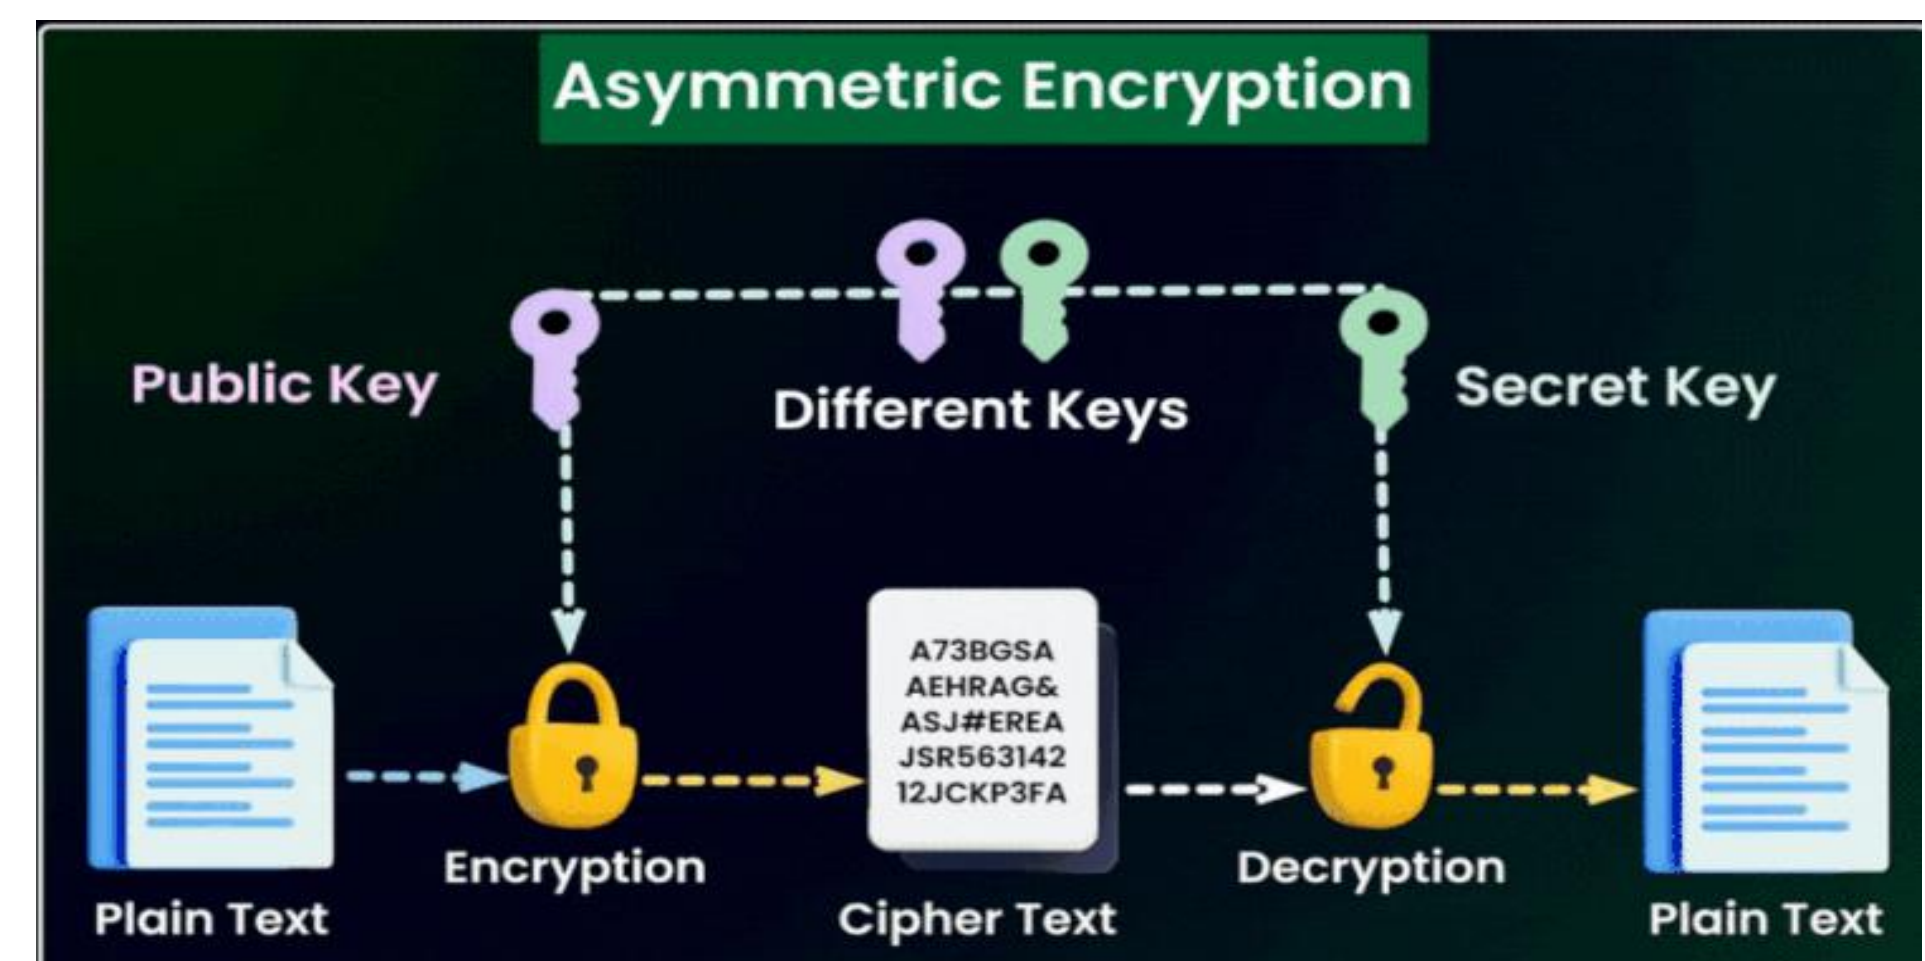 Asymmetric Encryption
Public Key
Different Keys
Secret Key
A73BGSA
AEHRAG&
ASJ#EREA
JSR563142
12JCKP3FA
Encryption
Decryption
Plain Text
Cipher Text
Plain Text